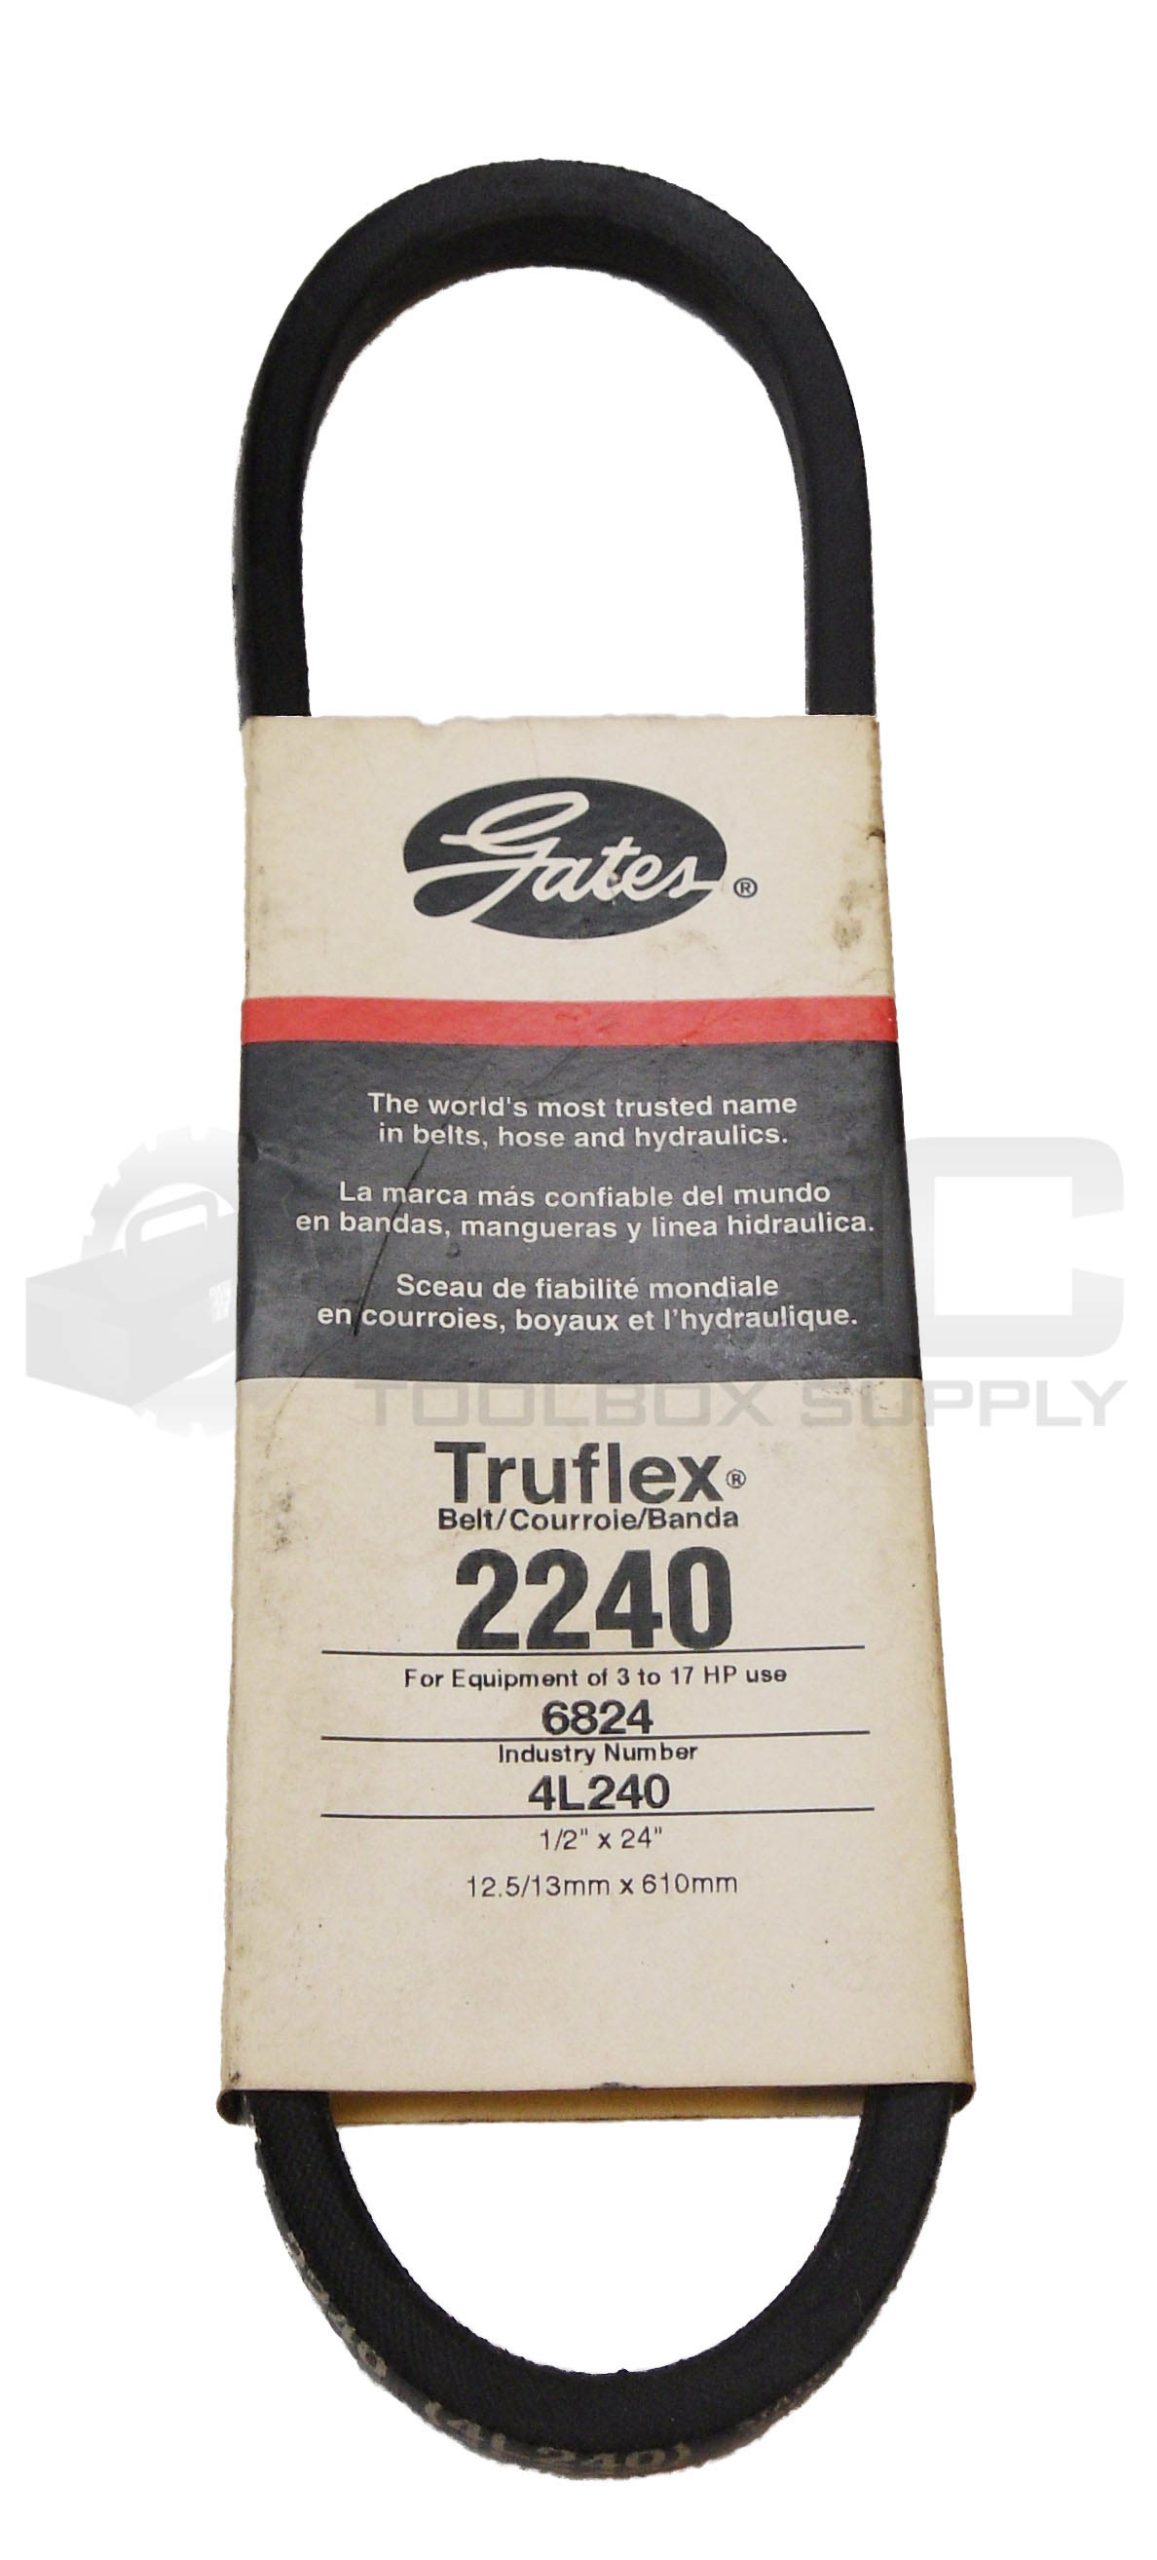 Gates ®
The world's most trusted name
in belts, hose and hydraulics.
La marca más confiable del mundo
en bandas, mangueras y linea hidraulica.
Sceau de fiabilité mondiale
en courroies, boyaux et l'hydraulique.
C
TOOLBOX SUPPLY
Truflex®
Belt/Courroie/Banda
2240
For Equipment of 3 to 17 HP use
6824
Industry Number
4L240
1/2" x 24"
12.5/13mm x 610mm
2240 (4L240)